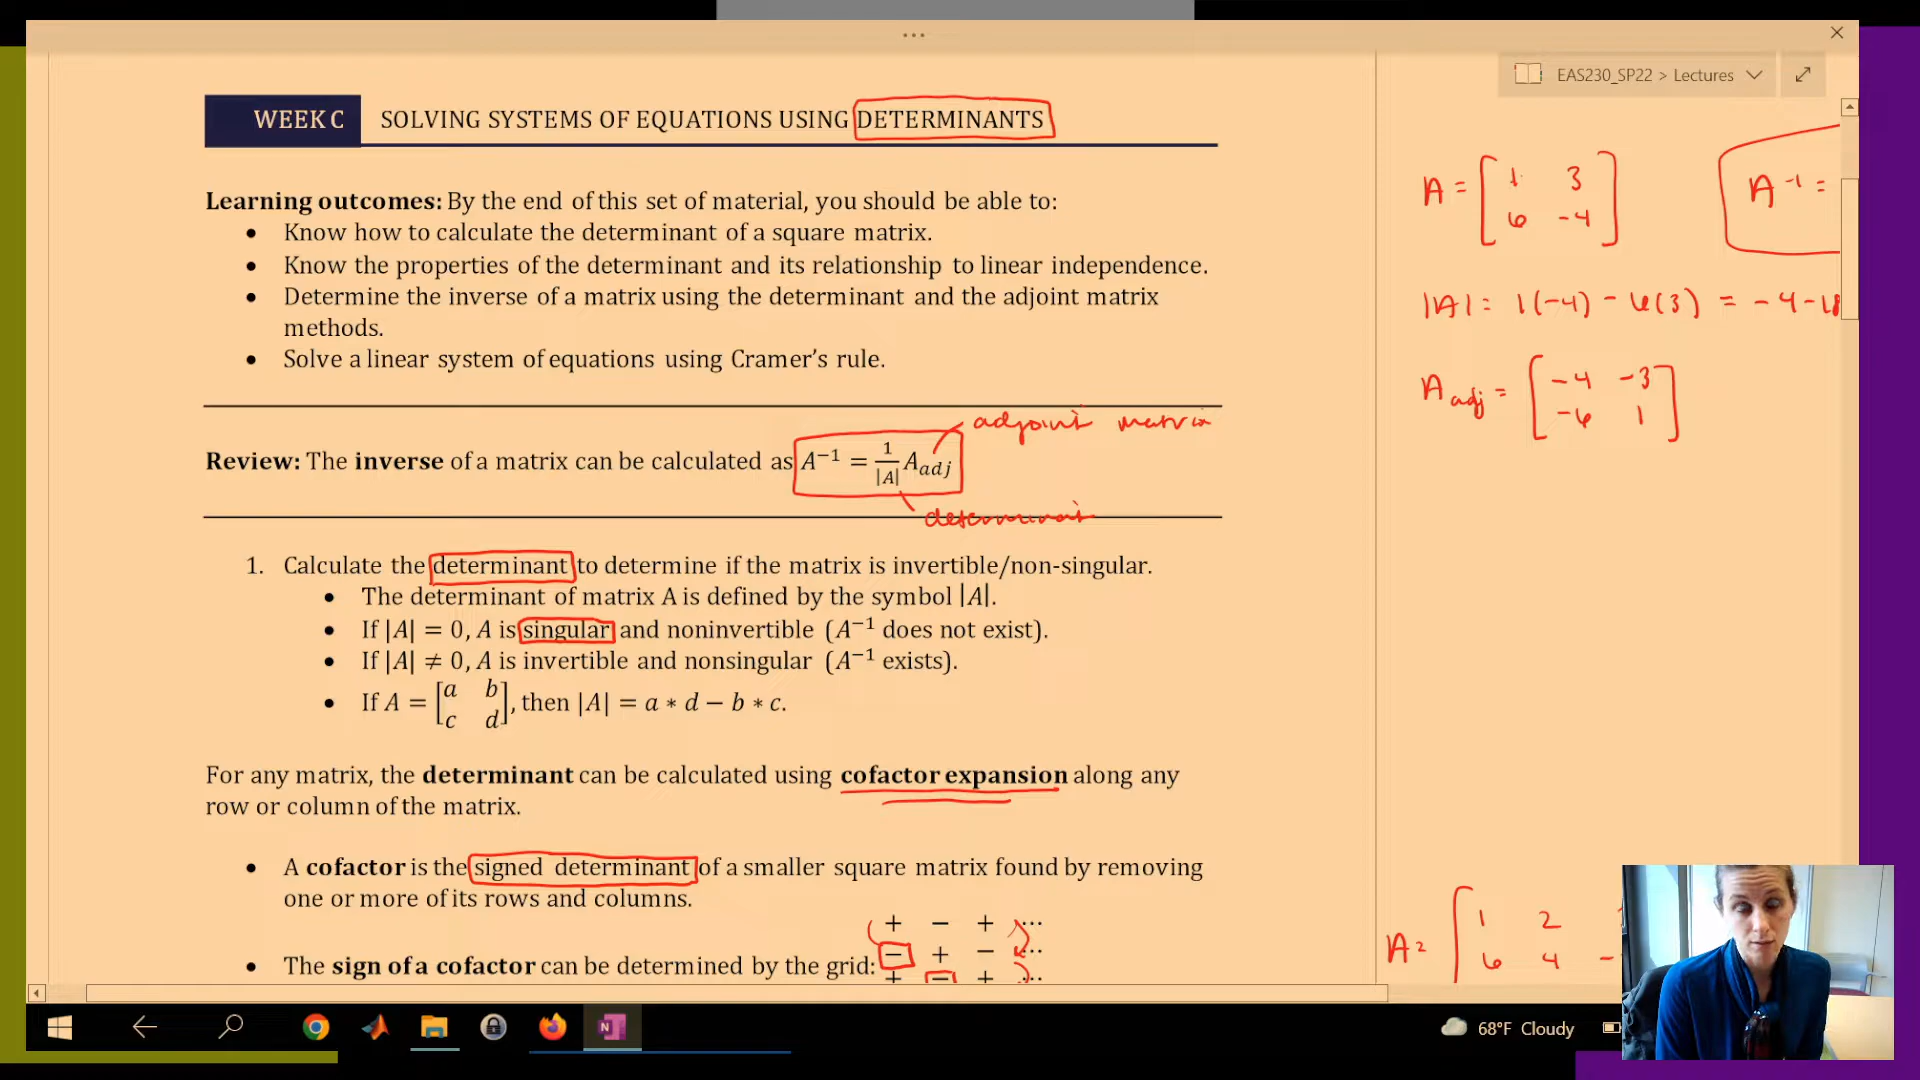 EAS230_SP22 > Lectures
WEEK C SOLVING SYSTEMS OF EQUATIONS USING DETERMINANTS
Learning outcomes: By the end of this set of material, you should be able to:
• Know how to calculate the determinant of a square matrix.
• Know the properties of the determinant and its relationship to linear independence.
• Determine the inverse of a matrix using the determinant and the adjoint matrix
methods.
• Solve a linear system of equations using Cramer's rule.
adjoint matrix
Review: The inverse of a matrix can be calculated as A⁻¹ = 1/|A| A_adj
determinant
1. Calculate the determinant to determine if the matrix is invertible/non-singular.
• The determinant of matrix A is defined by the symbol |A|.
• If |A| = 0, A is singular and noninvertible (A⁻¹ does not exist).
• If |A| ≠ 0, A is invertible and nonsingular (A⁻¹ exists).
• If A = [a b
c d], then |A| = a ∗ d − b ∗ c.
For any matrix, the determinant can be calculated using cofactor expansion along any
row or column of the matrix.
• A cofactor is the signed determinant of a smaller square matrix found by removing
one or more of its rows and columns.
+ − + ⋯
− + − ⋯
• The sign of a cofactor can be determined by the grid:
+ − + ⋯
A = [1 3
6 -4]
A⁻¹ =
|A| = 1(-4) - 6(3) = -4-18
A adj = [-4 -3
-6 1]
A = [1 2
6 4 -
68°F Cloudy